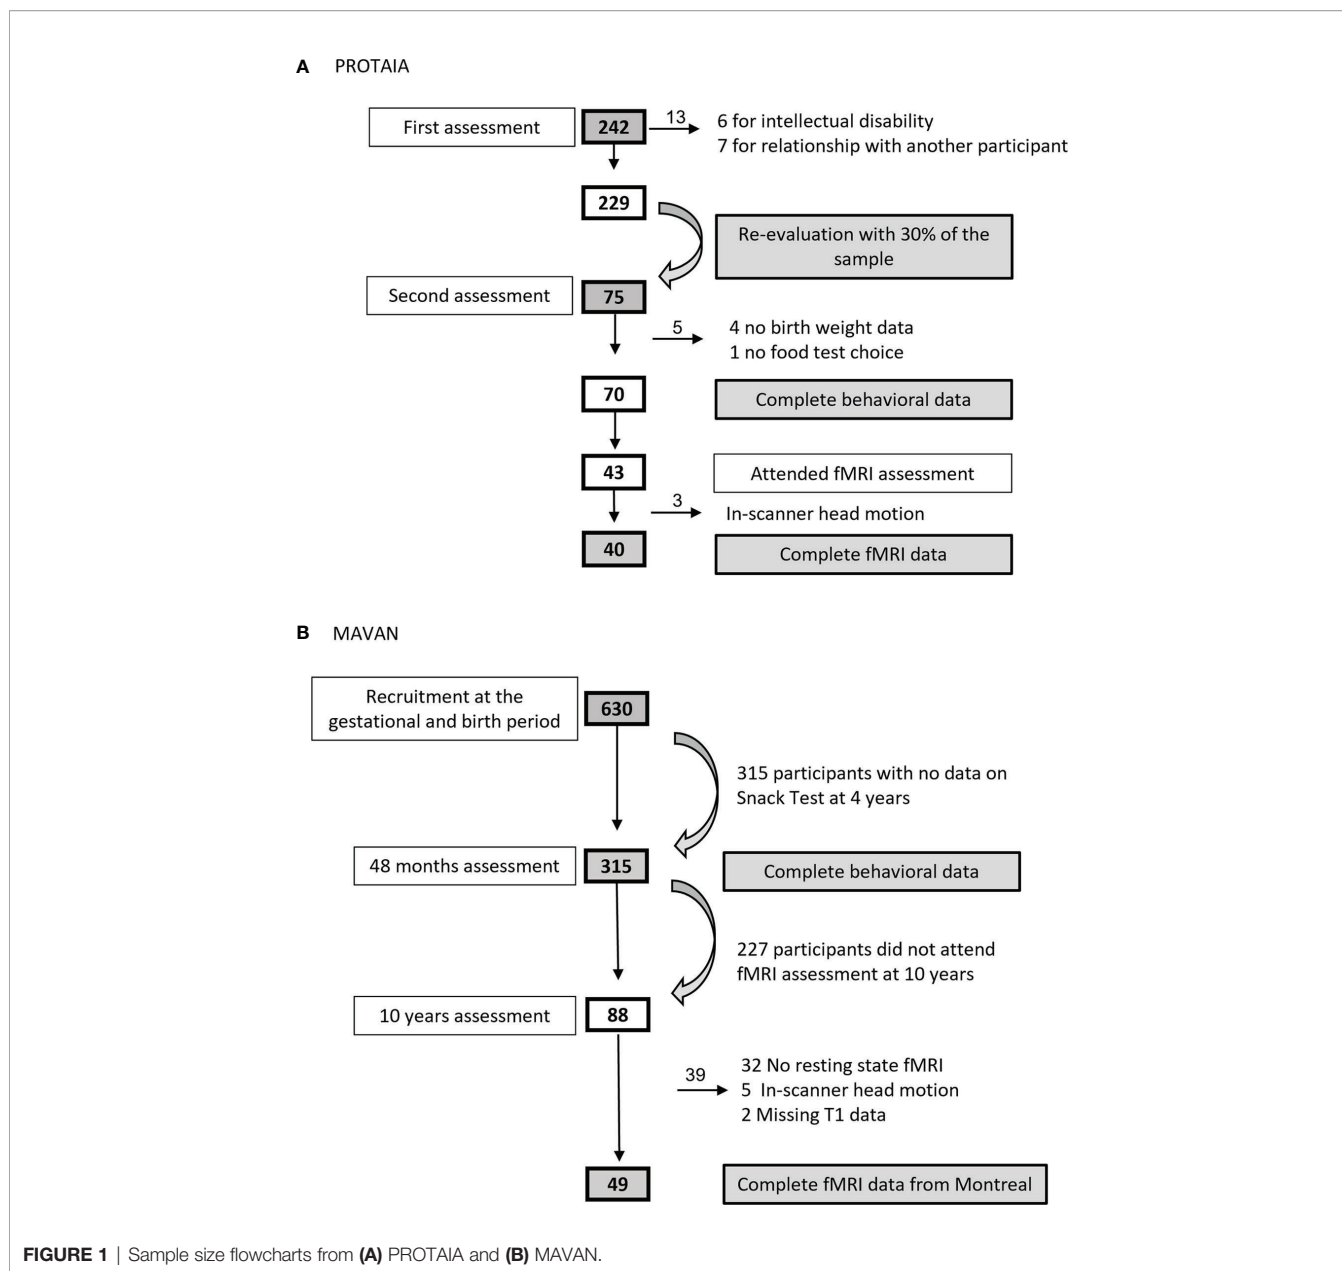 A PROTAIA
First assessment
242
13
6 for intellectual disability
7 for relationship with another participant
229
Re-evaluation with 30% of the
sample
Second assessment
75
5
4 no birth weight data
1 no food test choice
70
Complete behavioral data
43
Attended fMRI assessment
3
In-scanner head motion
40
Complete fMRI data
B MAVAN
Recruitment at the
gestational and birth period
630
315 participants with no data on
Snack Test at 4 years
48 months assessment
315
Complete behavioral data
227 participants did not attend
fMRI assessment at 10 years
10 years assessment
88
39
32 No resting state fMRI
5 In-scanner head motion
2 Missing T1 data
49
Complete fMRI data from Montreal
FIGURE 1 | Sample size flowcharts from (A) PROTAIA and (B) MAVAN.